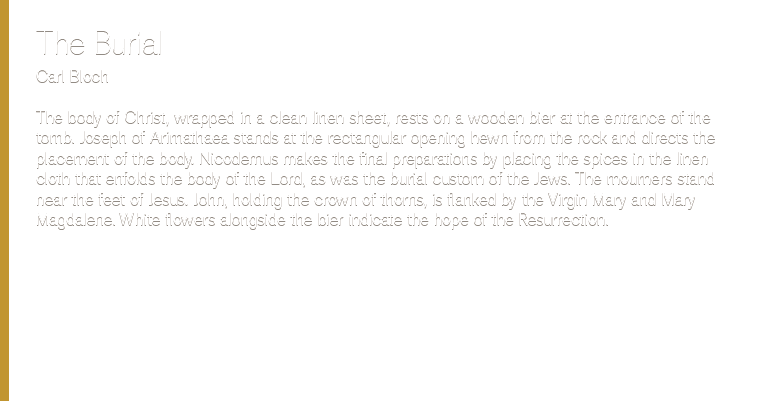 The Burial
Carl Bloch
The body of Christ, wrapped in a clean linen sheet, rests on a wooden bier at the entrance of the
tomb. Joseph of Arimathaea stands at the rectangular opening hewn from the rock and directs the
placement of the body. Nicodemus makes the final preparations by placing the spices in the linen
cloth that enfolds the body of the Lord, as was the burial custom of the Jews. The mourners stand
near the feet of Jesus. John, holding the crown of thorns, is flanked by the Virgin Mary and Mary
Magdalene. White flowers alongside the bier indicate the hope of the Resurrection.